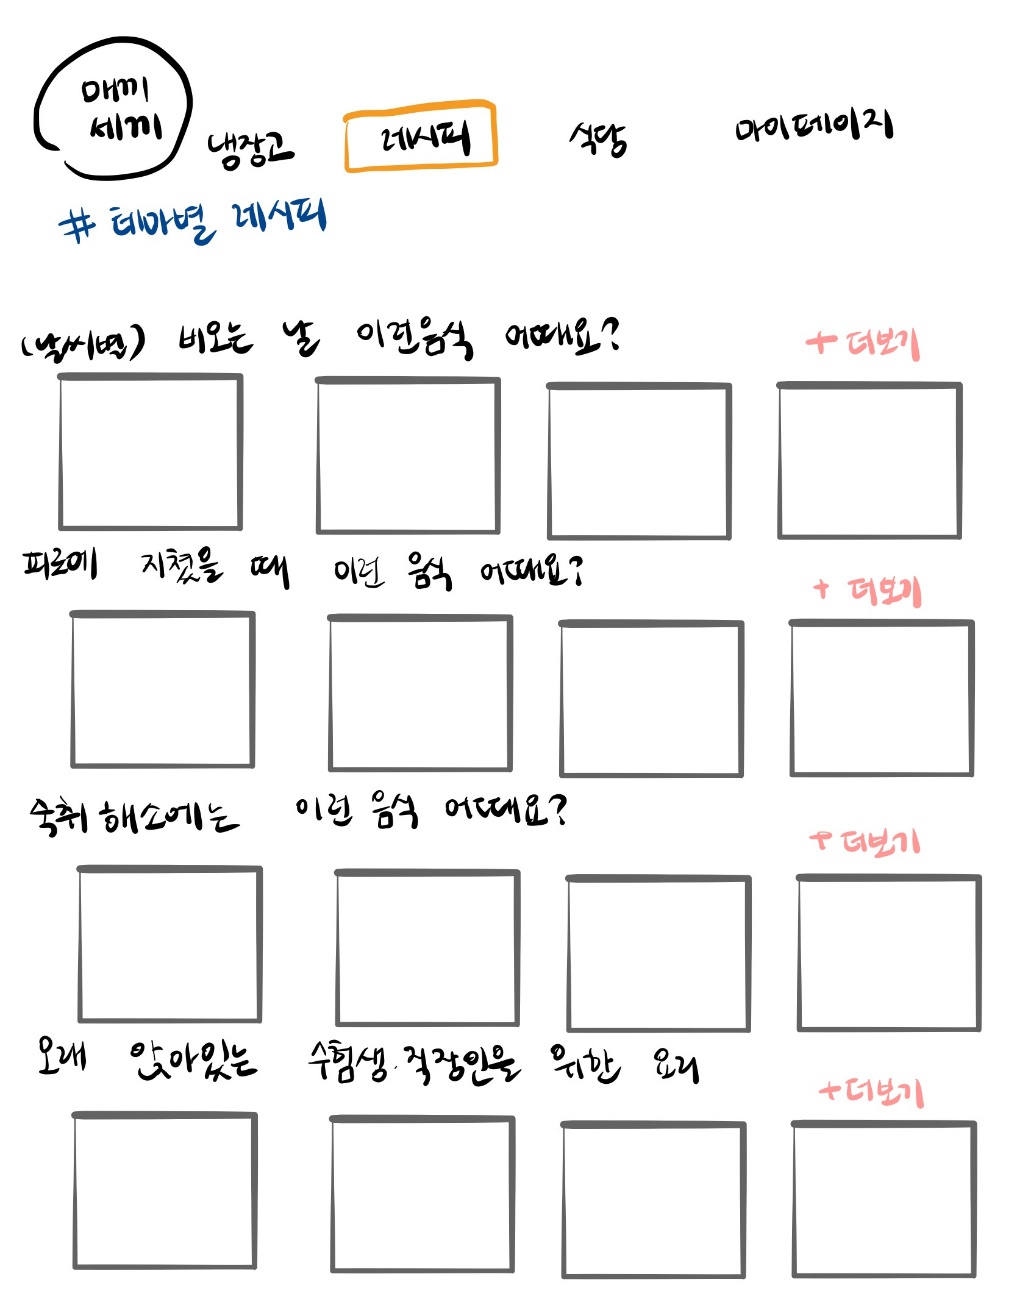 매끼
세끼
냉장고 레시피 식당 마이페이지
# 테마별 레시피
(날씨별) 비오는 날 이런음식 어때요? + 더보기
피로에 지쳤을 때 이런 음식 어때요? + 더보기
숙취 해소에는 이런 음식 어때요? + 더보기
오래 앉아있는 수험생·직장인을 위한 요리 + 더보기